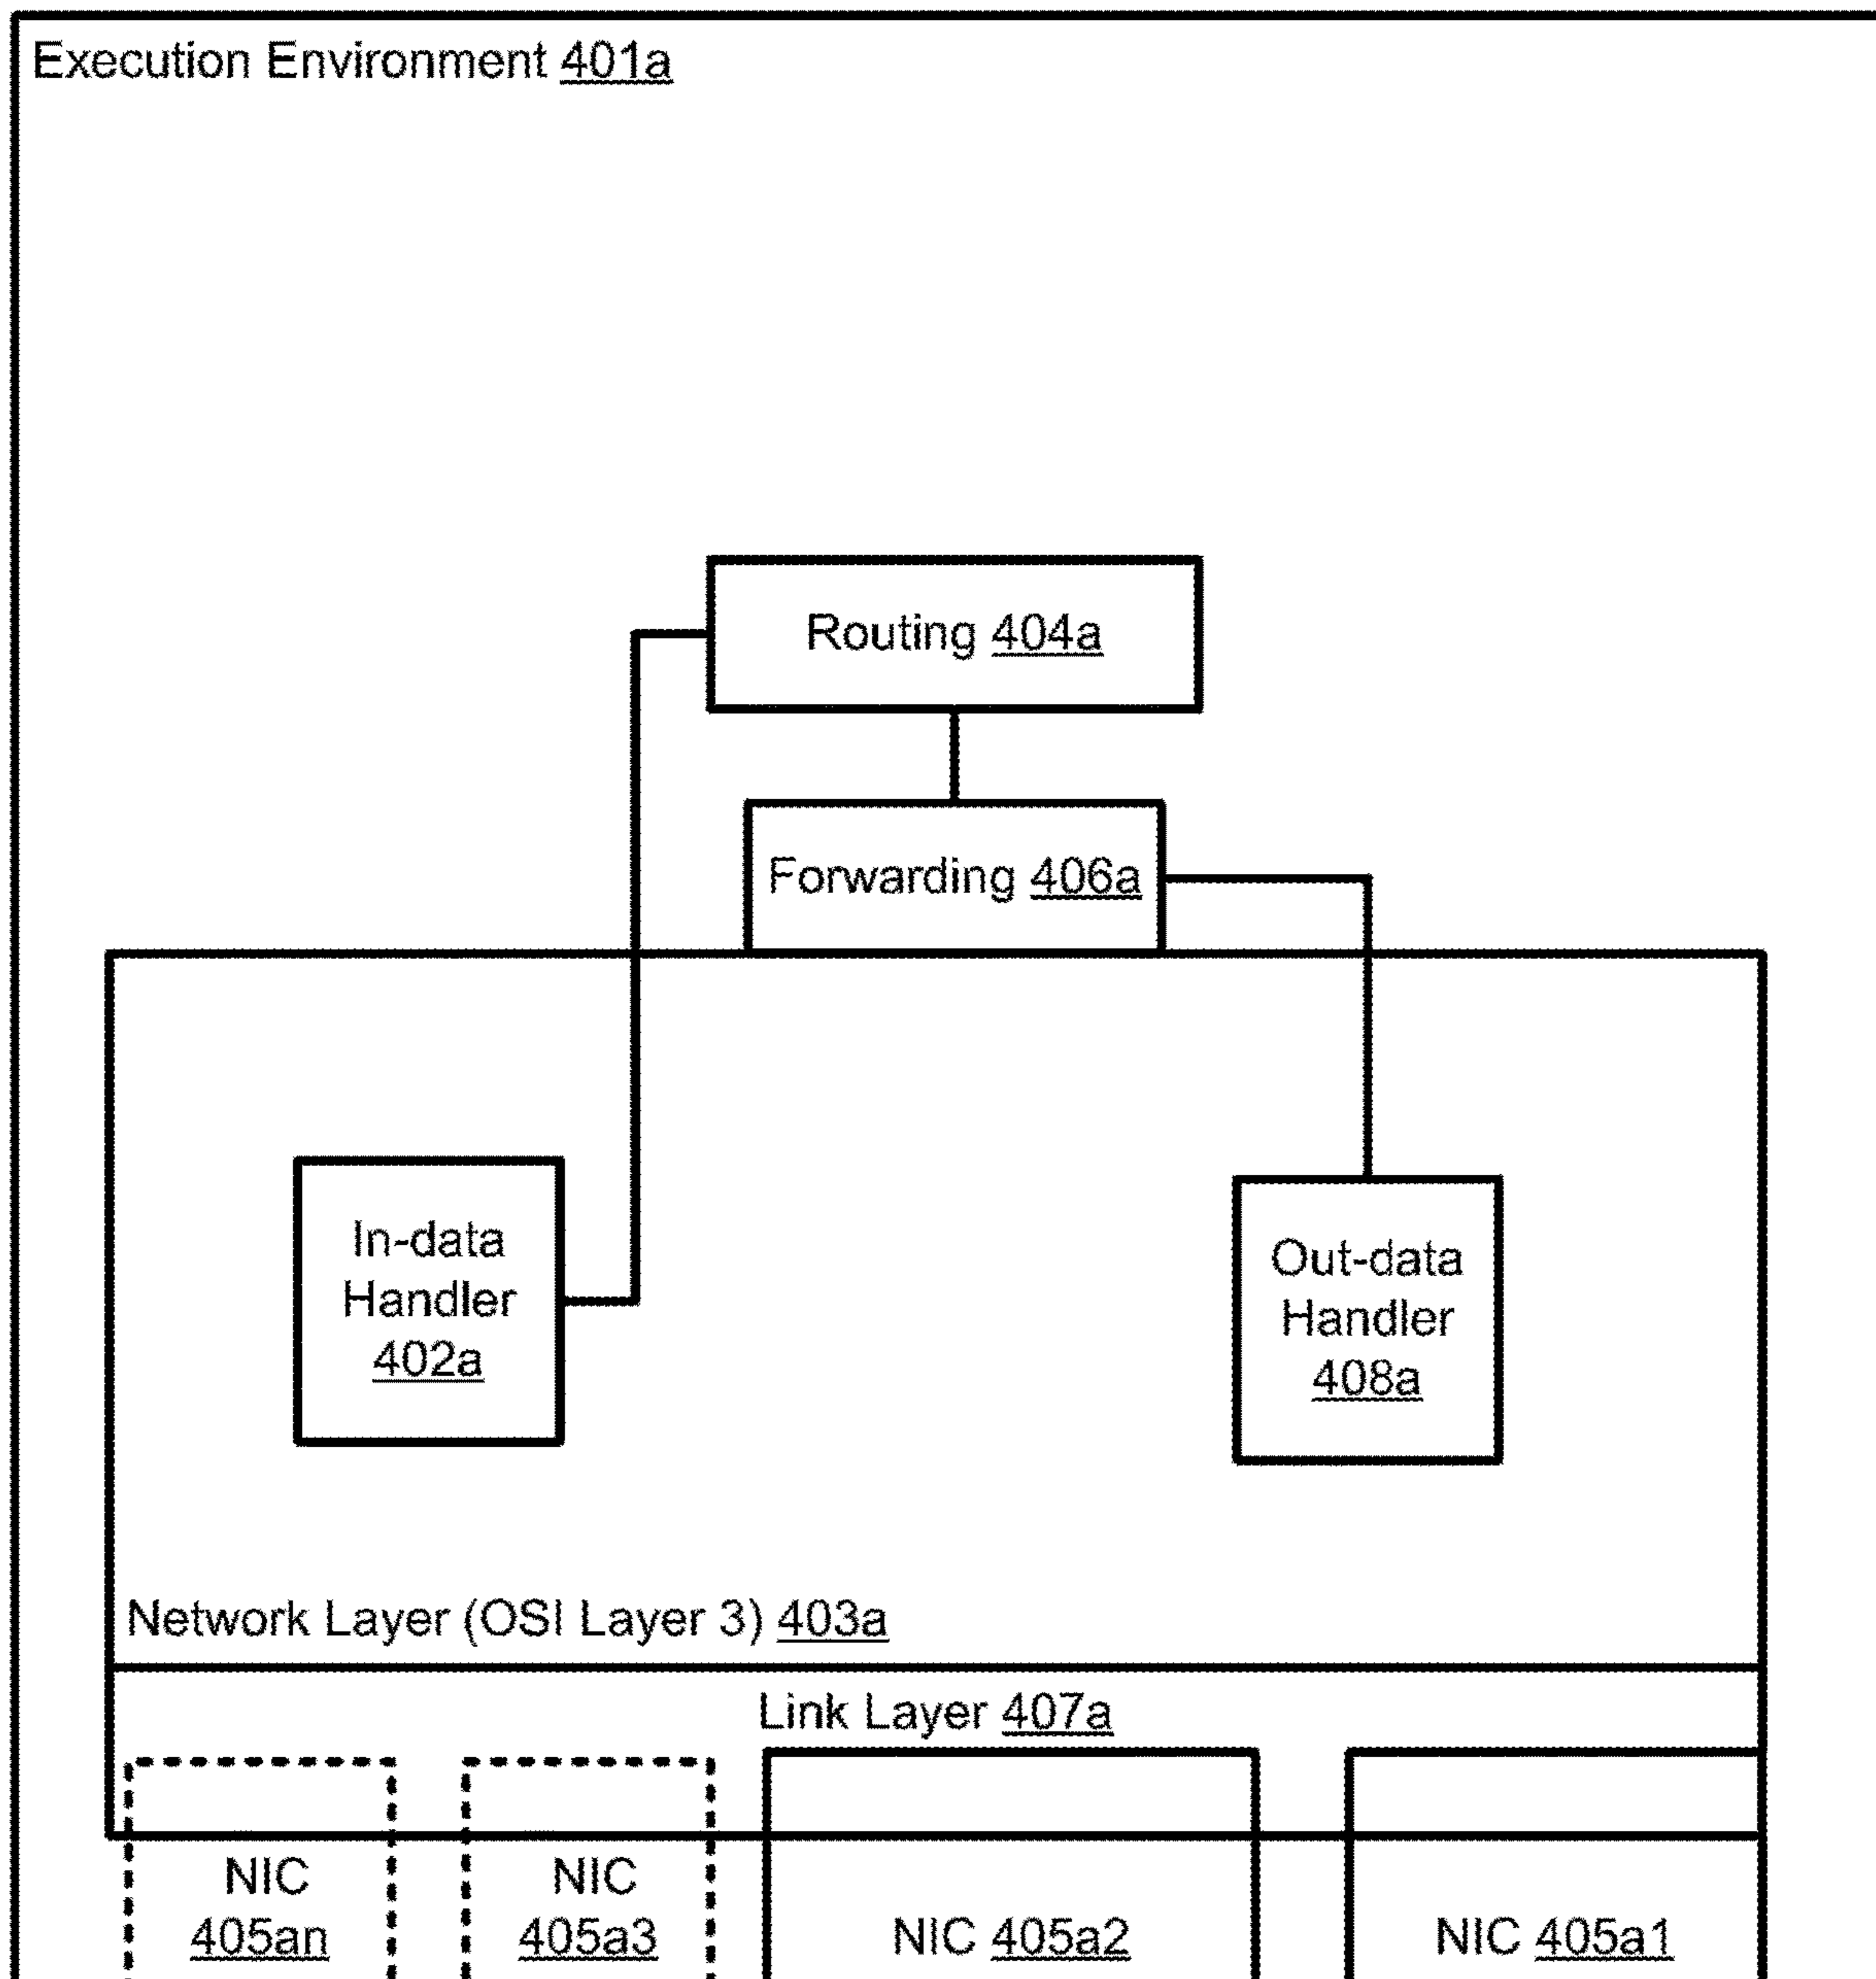 Execution Environment 401a
Routing 404a
Forwarding 406a
In-data
Handler
402a
Out-data
Handler
408a
Network Layer (OSI Layer 3) 403a
Link Layer 407a
NIC
405an
NIC
405a3
NIC 405a2
NIC 405a1